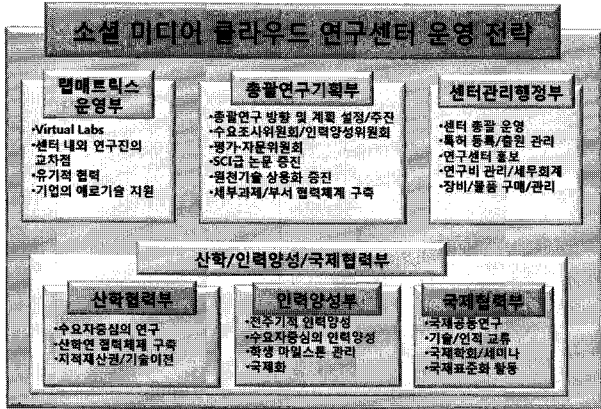 소셜 미디어 클라우드 연구센터 운영 전략
랩매트릭스
운영부
•Virtual Labs
•센터 내외 연구진의
교차점
•유기적 협력
•기업의 애로기술 지원
총괄연구기획부
•총괄연구 방향 및 계획 설정/추진
•수요조사위원회/인력양성위원회
•평가·자문위원회
•SCI급 논문 증진
•원천기술 상용화 증진
•세부과제/부서 협력체계 구축
센터관리행정부
•센터 총괄 운영
•특허 등록/출원 관리
•연구센터 홍보
•연구비 관리/세무회계
•장비/물품 구매/관리
산학/인력양성/국제협력부
산학협력부
•수요자중심의 연구
•산학연 협력체제 구축
•지적재산권/기술이전
인력양성부
•전주기적 인력양성
•수요자중심의 인력양성
•학생 마일스톤 관리
•국제화
국제협력부
•국제공동연구
•기술/인적 교류
•국제학회/세미나
•국제표준화 활동